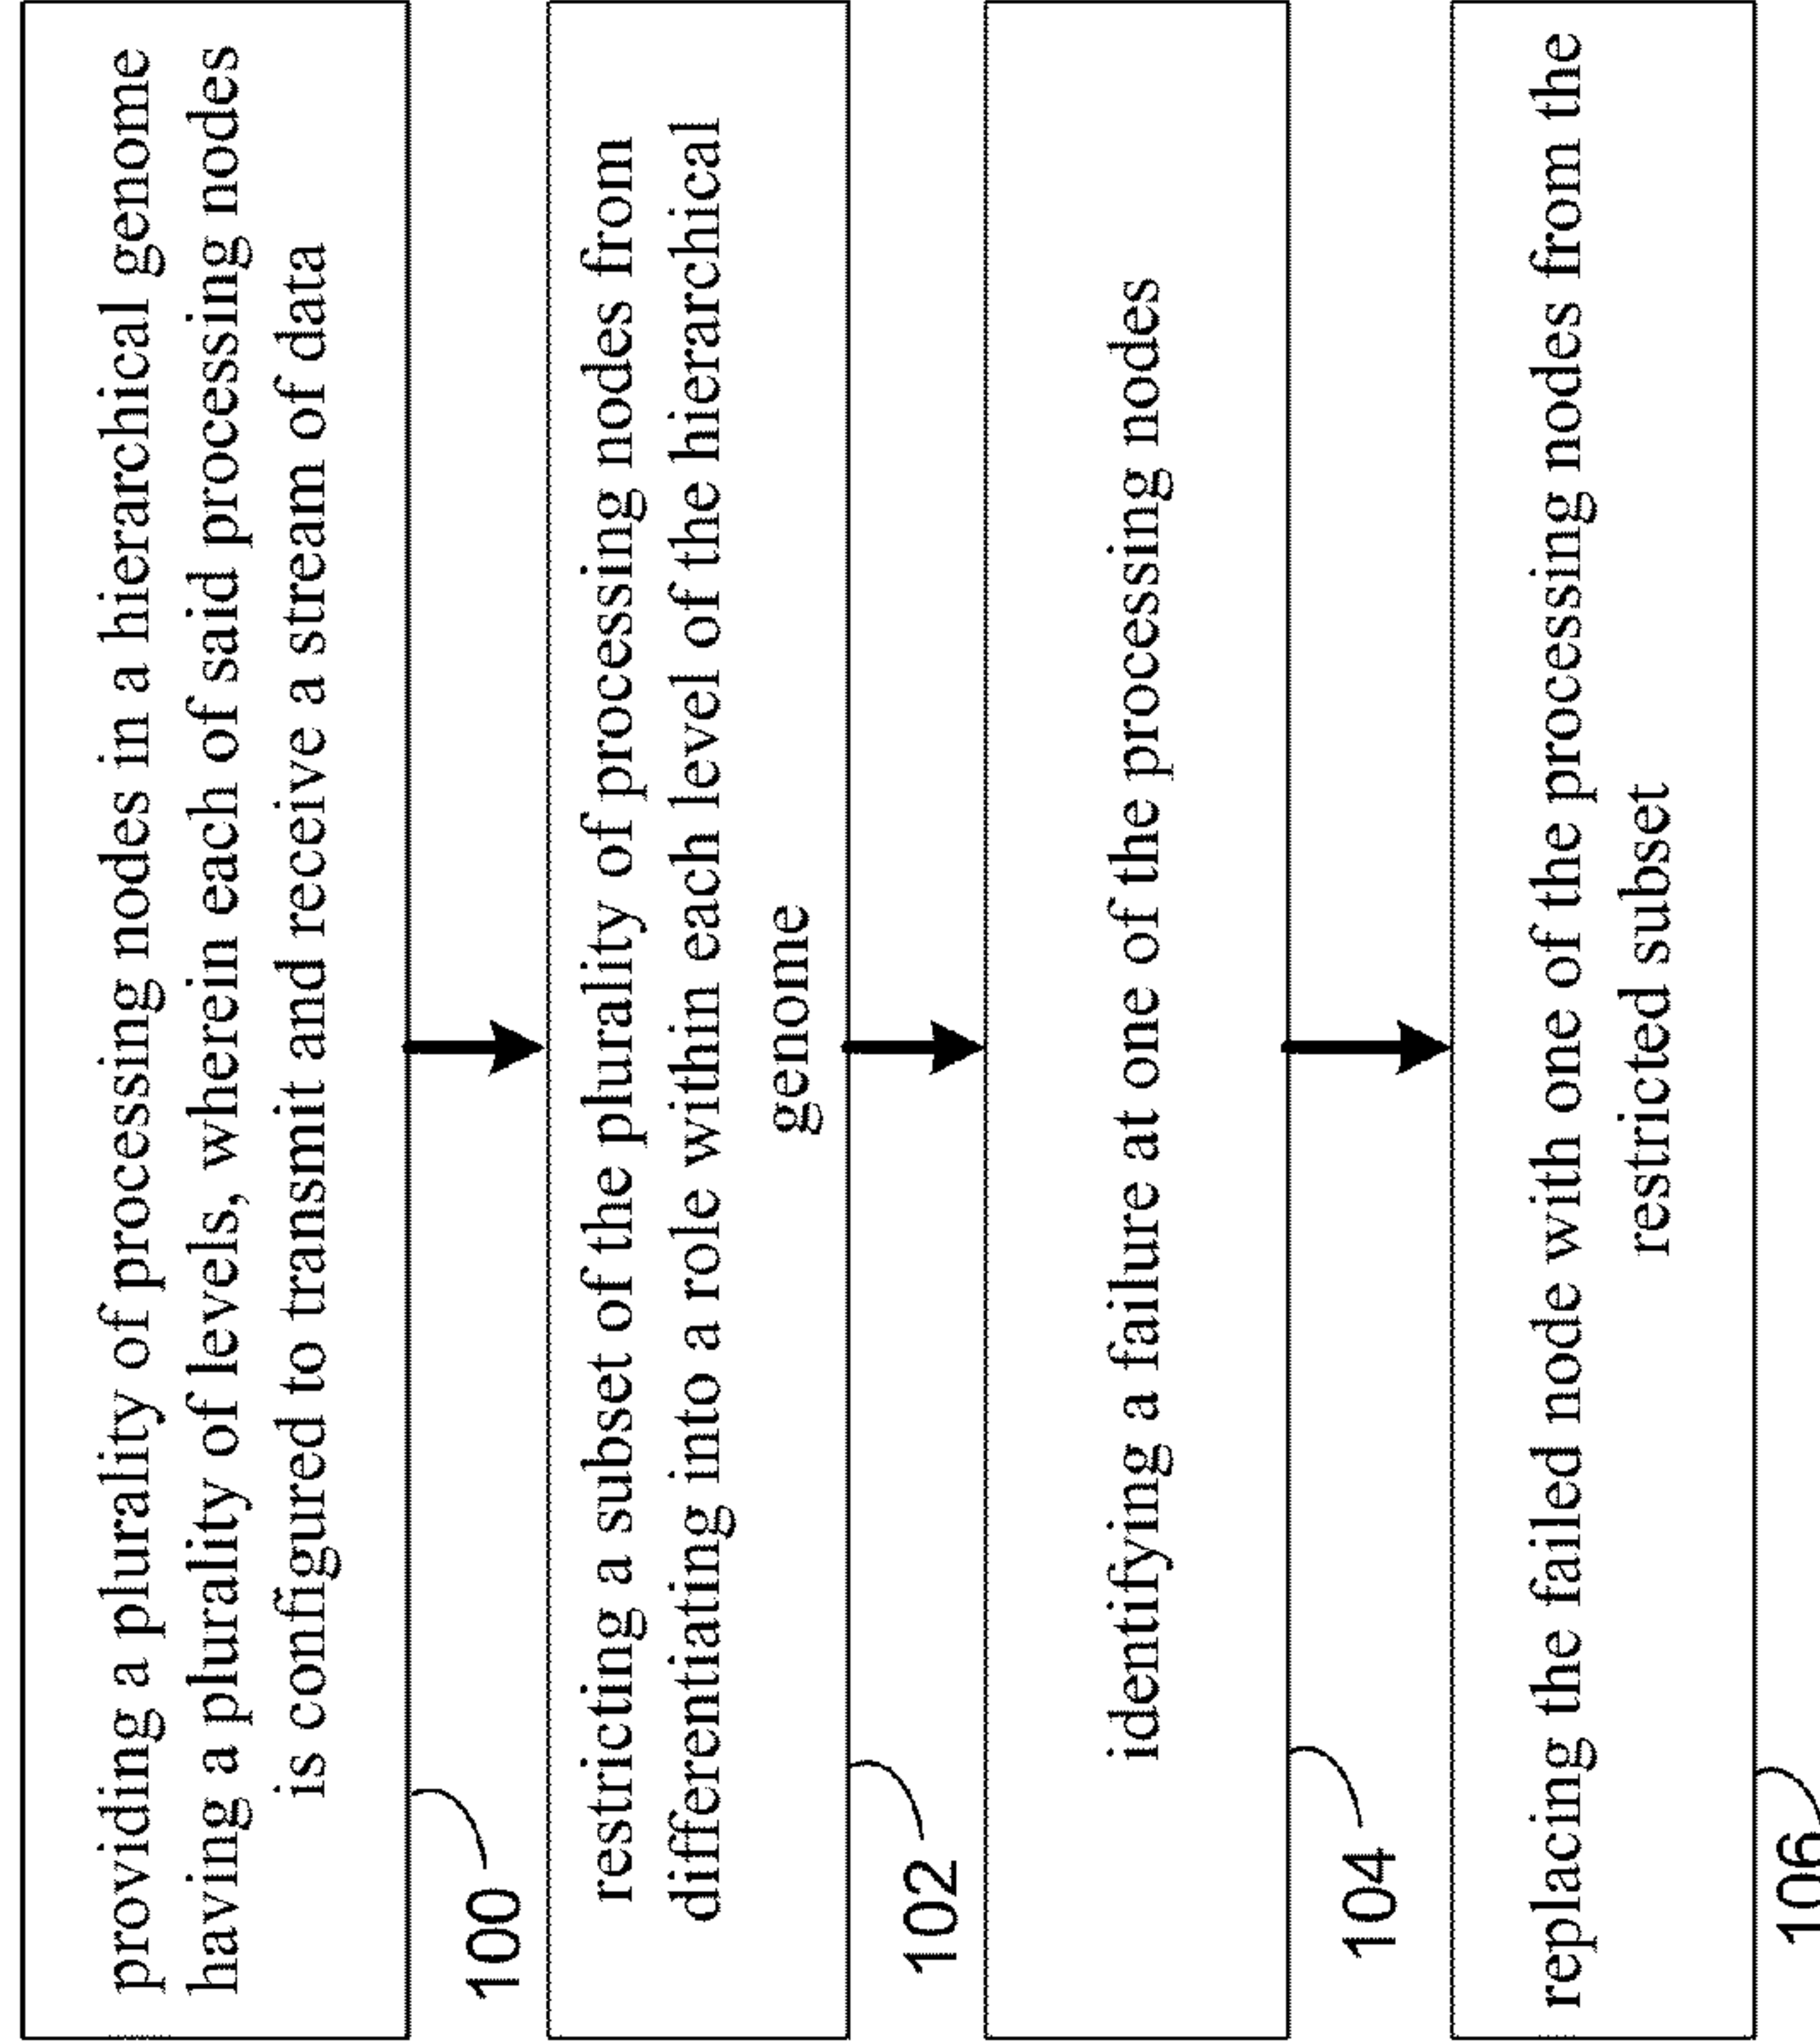 providing a plurality of processing nodes in a hierarchical genome
having a plurality of levels, wherein each of said processing nodes
is configured to transmit and receive a stream of data
100
restricting a subset of the plurality of processing nodes from
differentiating into a role within each level of the hierarchical
genome
102
identifying a failure at one of the processing nodes
104
replacing the failed node with one of the processing nodes from the
restricted subset
106